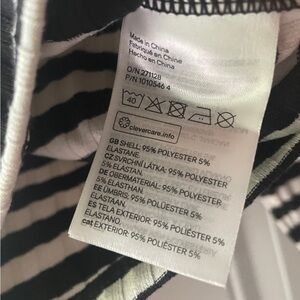 Made in China
Fabriqué en Chine
Hecho en China
O/N 271128
P/N 1010546 4
40
clevercare.info
GB SHELL: 95% POLYESTER 5%
ELASTANE.
CZ SVRCHNÍ LÁTKA: 95% POLYESTER
5% ELASTAN.
DE OBERMATERIAL: 95% POLYESTER
5% ELASTHAN.
EE ÜMBRIS: 95% POLÜESTER 5%
ELASTAAN.
ES TELA EXTERIOR: 95% POLIÉSTER 5%
ELASTANO.
cat EXTERIOR: 95% POLIÈSTER 5%